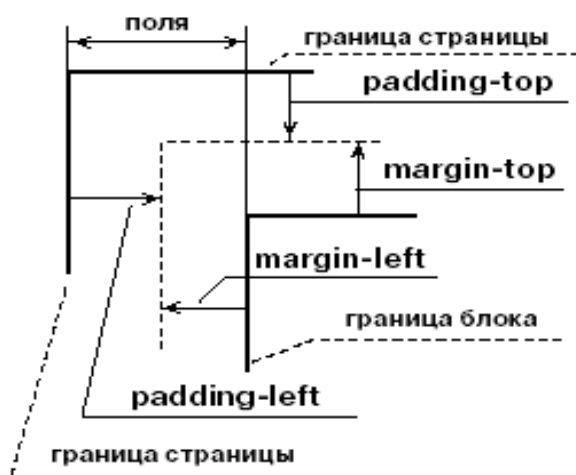 поля
граница страницы
padding-top
margin-top
margin-left
граница блока
padding-left
граница страницы